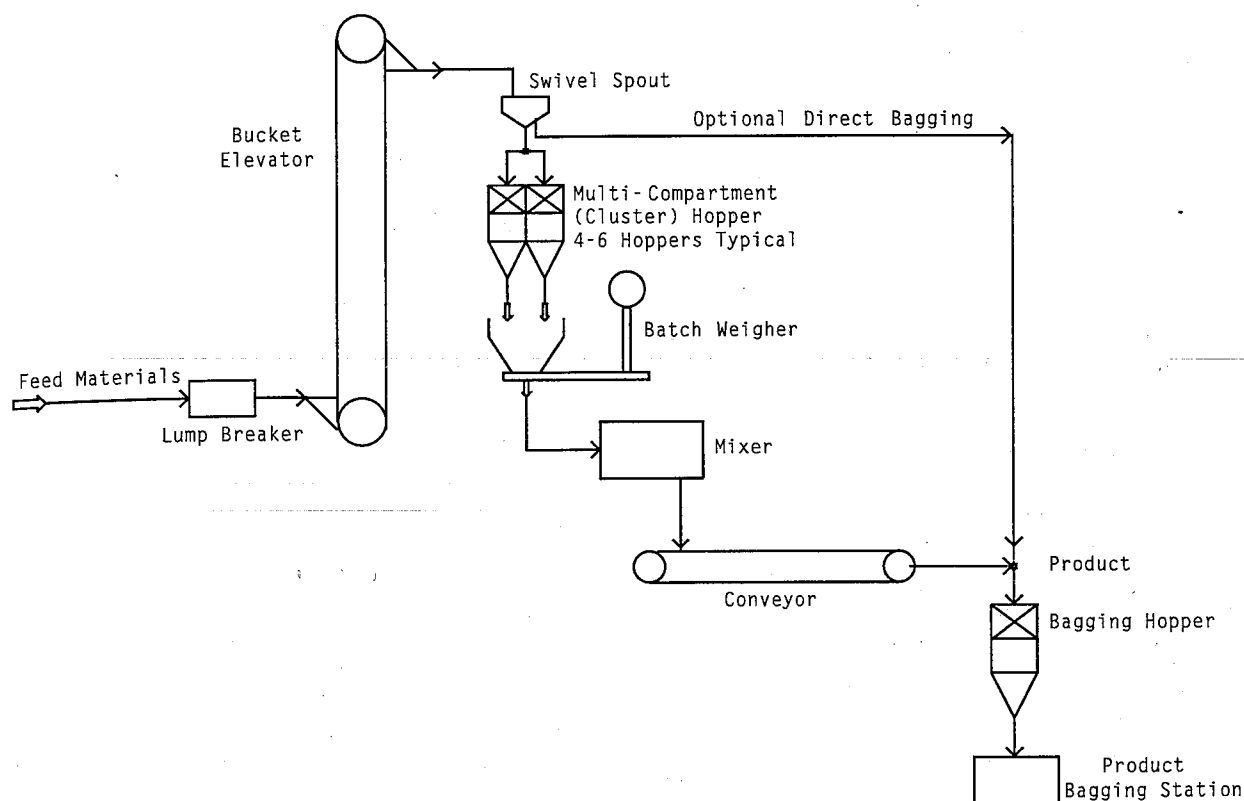 Swivel Spout
Optional Direct Bagging
Bucket
Elevator
Multi-Compartment
(Cluster) Hopper
4-6 Hoppers Typical
Batch Weigher
Feed Materials
Lump Breaker
Mixer
Product
Conveyor
Bagging Hopper
Product
Bagging Station